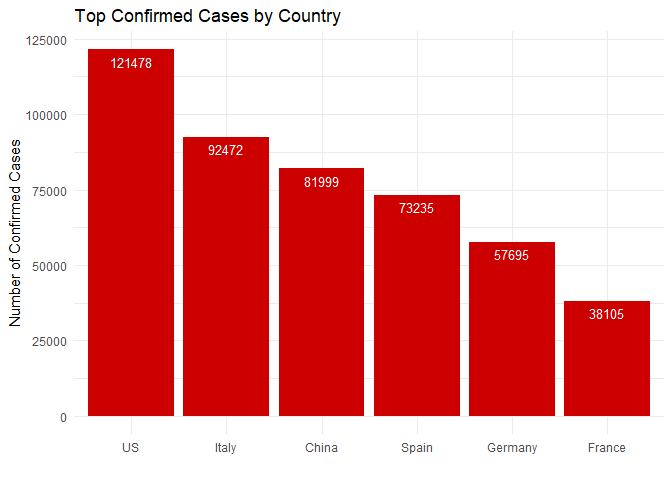 Top Confirmed Cases by Country
Number of Confirmed Cases
125000
100000
75000
50000
25000
0
121478
92472
81999
73235
57695
38105
US
Italy
China
Spain
Germany
France